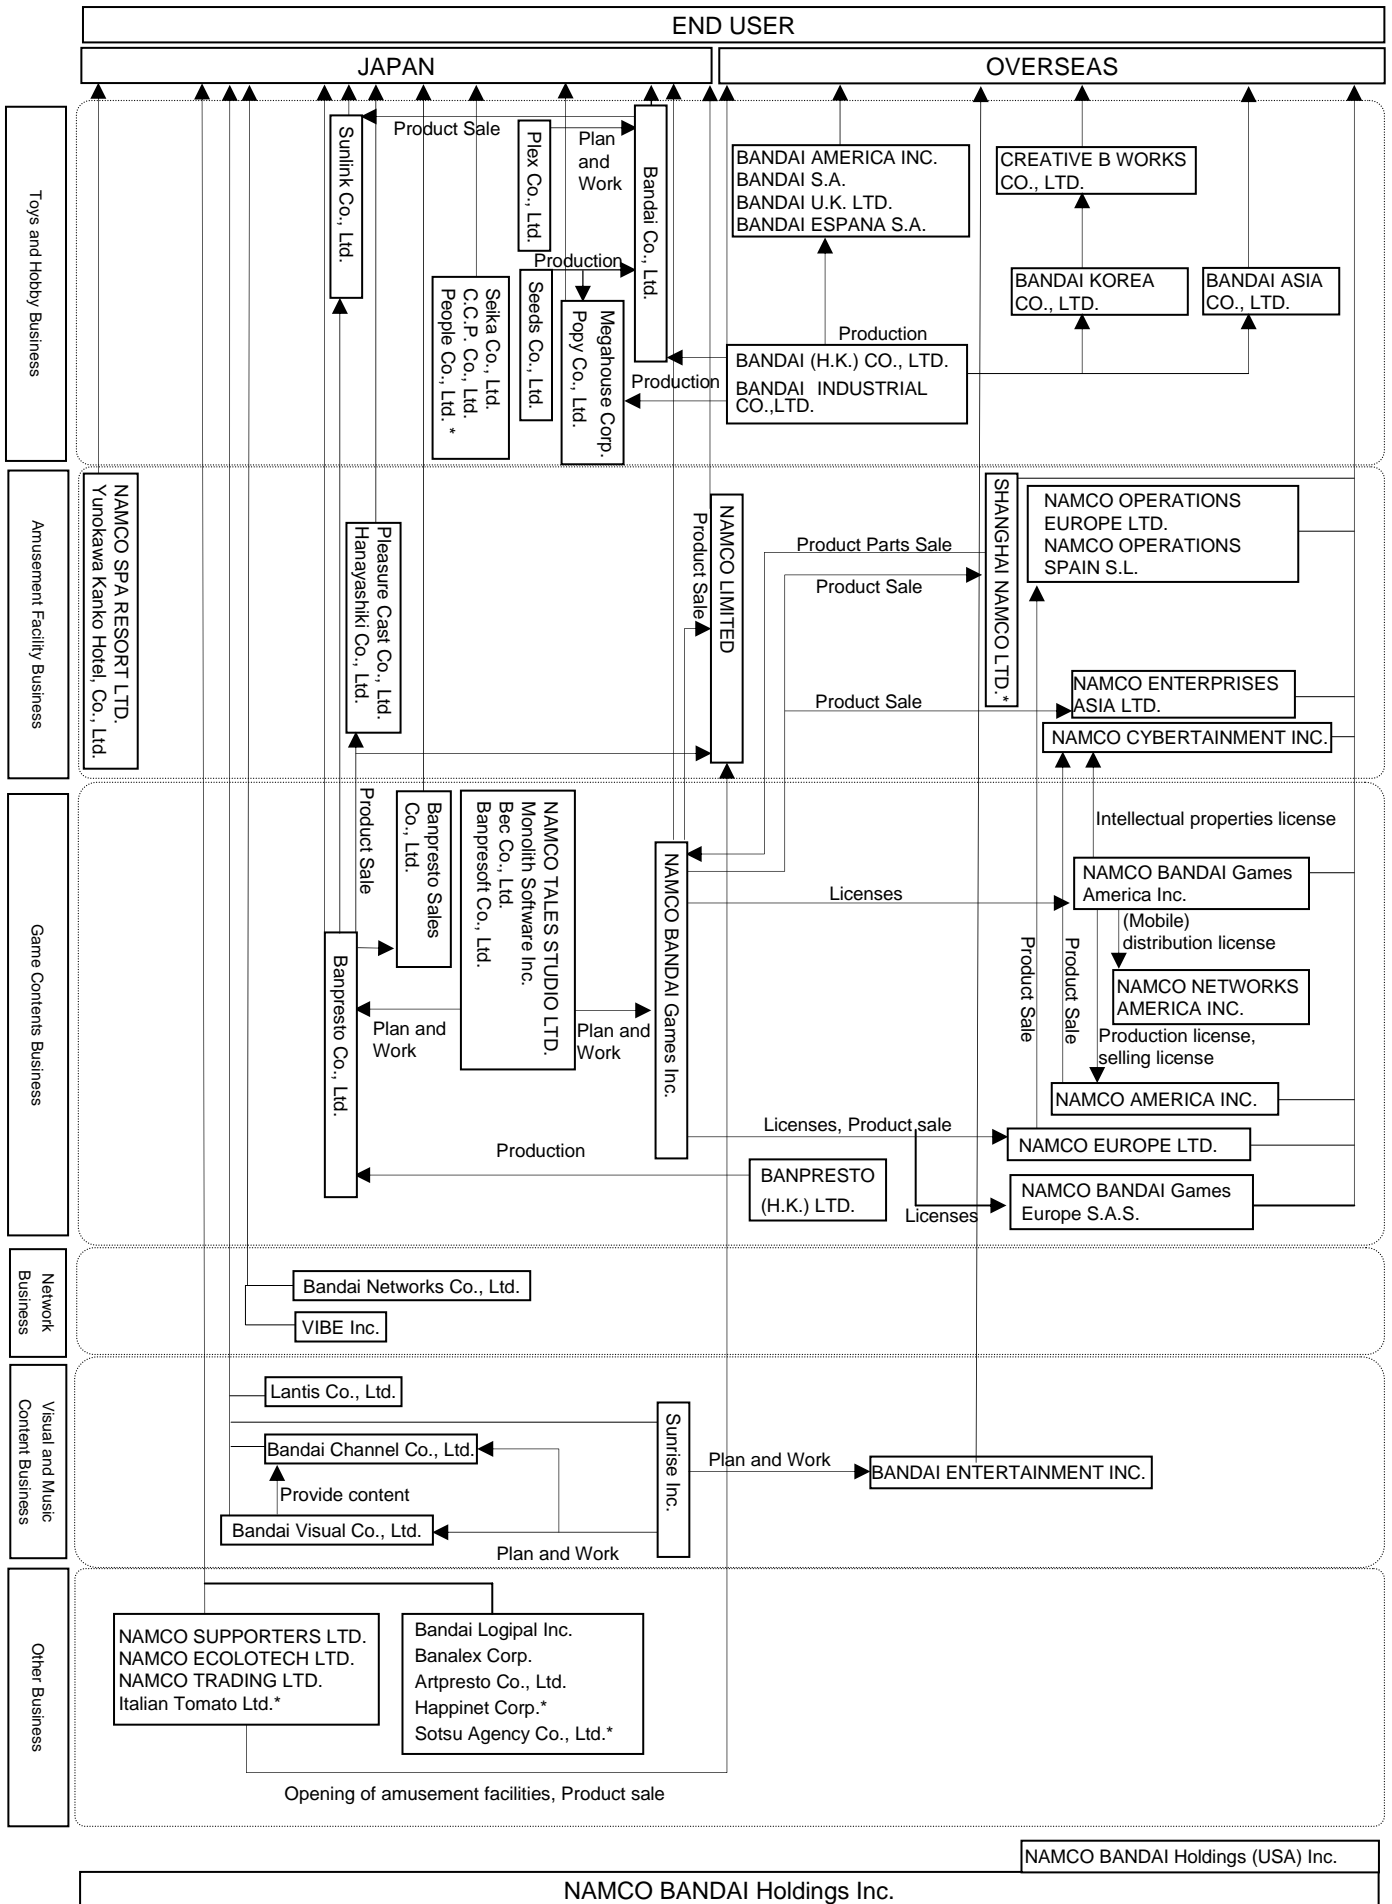 END USER
JAPAN
OVERSEAS
Toys and Hobby Business
Sunlink Co., Ltd.
Product Sale
Plex Co., Ltd.
Plan
and
Work
Bandai Co., Ltd.
BANDAI AMERICA INC.
BANDAI S.A.
BANDAI U.K. LTD.
BANDAI ESPANA S.A.
CREATIVE B WORKS
CO., LTD.
Production
Seika Co., Ltd.
C.C.P. Co., Ltd.
People Co., Ltd. *
Seeds Co., Ltd.
Megahouse Corp.
Popy Co., Ltd.
BANDAI KOREA
CO., LTD.
BANDAI ASIA
CO., LTD.
Production
Production
BANDAI (H.K.) CO., LTD.
BANDAI INDUSTRIAL
CO.,LTD.
Amusement Facility Business
NAMCO SPA RESORT LTD.
Yunokawa Kanko Hotel, Co., Ltd.
Pleasure Cast Co., Ltd.
Hanayashiki Co., Ltd.
Product Sale
NAMCO LIMITED
Product Parts Sale
Product Sale
SHANGHAI NAMCO LTD. *
NAMCO OPERATIONS
EUROPE LTD.
NAMCO OPERATIONS
SPAIN S.L.
Product Sale
NAMCO ENTERPRISES
ASIA LTD.
NAMCO CYBERTAINMENT INC.
Game Contents Business
Product Sale
Banpresto Sales
Co., Ltd.
NAMCO TALES STUDIO LTD.
Monolith Software Inc.
Bec Co., Ltd.
Banpresoft Co., Ltd.
NAMCO BANDAI Games Inc.
Intellectual properties license
Licenses
NAMCO BANDAI Games
America Inc.
(Mobile)
distribution license
Product Sale
Product Sale
NAMCO NETWORKS
AMERICA INC.
Banpresto Co., Ltd.
Plan and
Work
Plan and
Work
Production license,
selling license
NAMCO AMERICA INC.
Licenses, Product sale
NAMCO EUROPE LTD.
Production
BANPRESTO
(H.K.) LTD.
Licenses
NAMCO BANDAI Games
Europe S.A.S.
Network
Business
Bandai Networks Co., Ltd.
VIBE Inc.
Visual and Music
Content Business
Lantis Co., Ltd.
Sunrise Inc.
Bandai Channel Co., Ltd.
Plan and Work
BANDAI ENTERTAINMENT INC.
Provide content
Bandai Visual Co., Ltd.
Plan and Work
Other Business
NAMCO SUPPORTERS LTD.
NAMCO ECOLOTECH LTD.
NAMCO TRADING LTD.
Italian Tomato Ltd.*
Bandai Logipal Inc.
Banalex Corp.
Artpresto Co., Ltd.
Happinet Corp.*
Sotsu Agency Co., Ltd.*
Opening of amusement facilities, Product sale
NAMCO BANDAI Holdings (USA) Inc.
NAMCO BANDAI Holdings Inc.